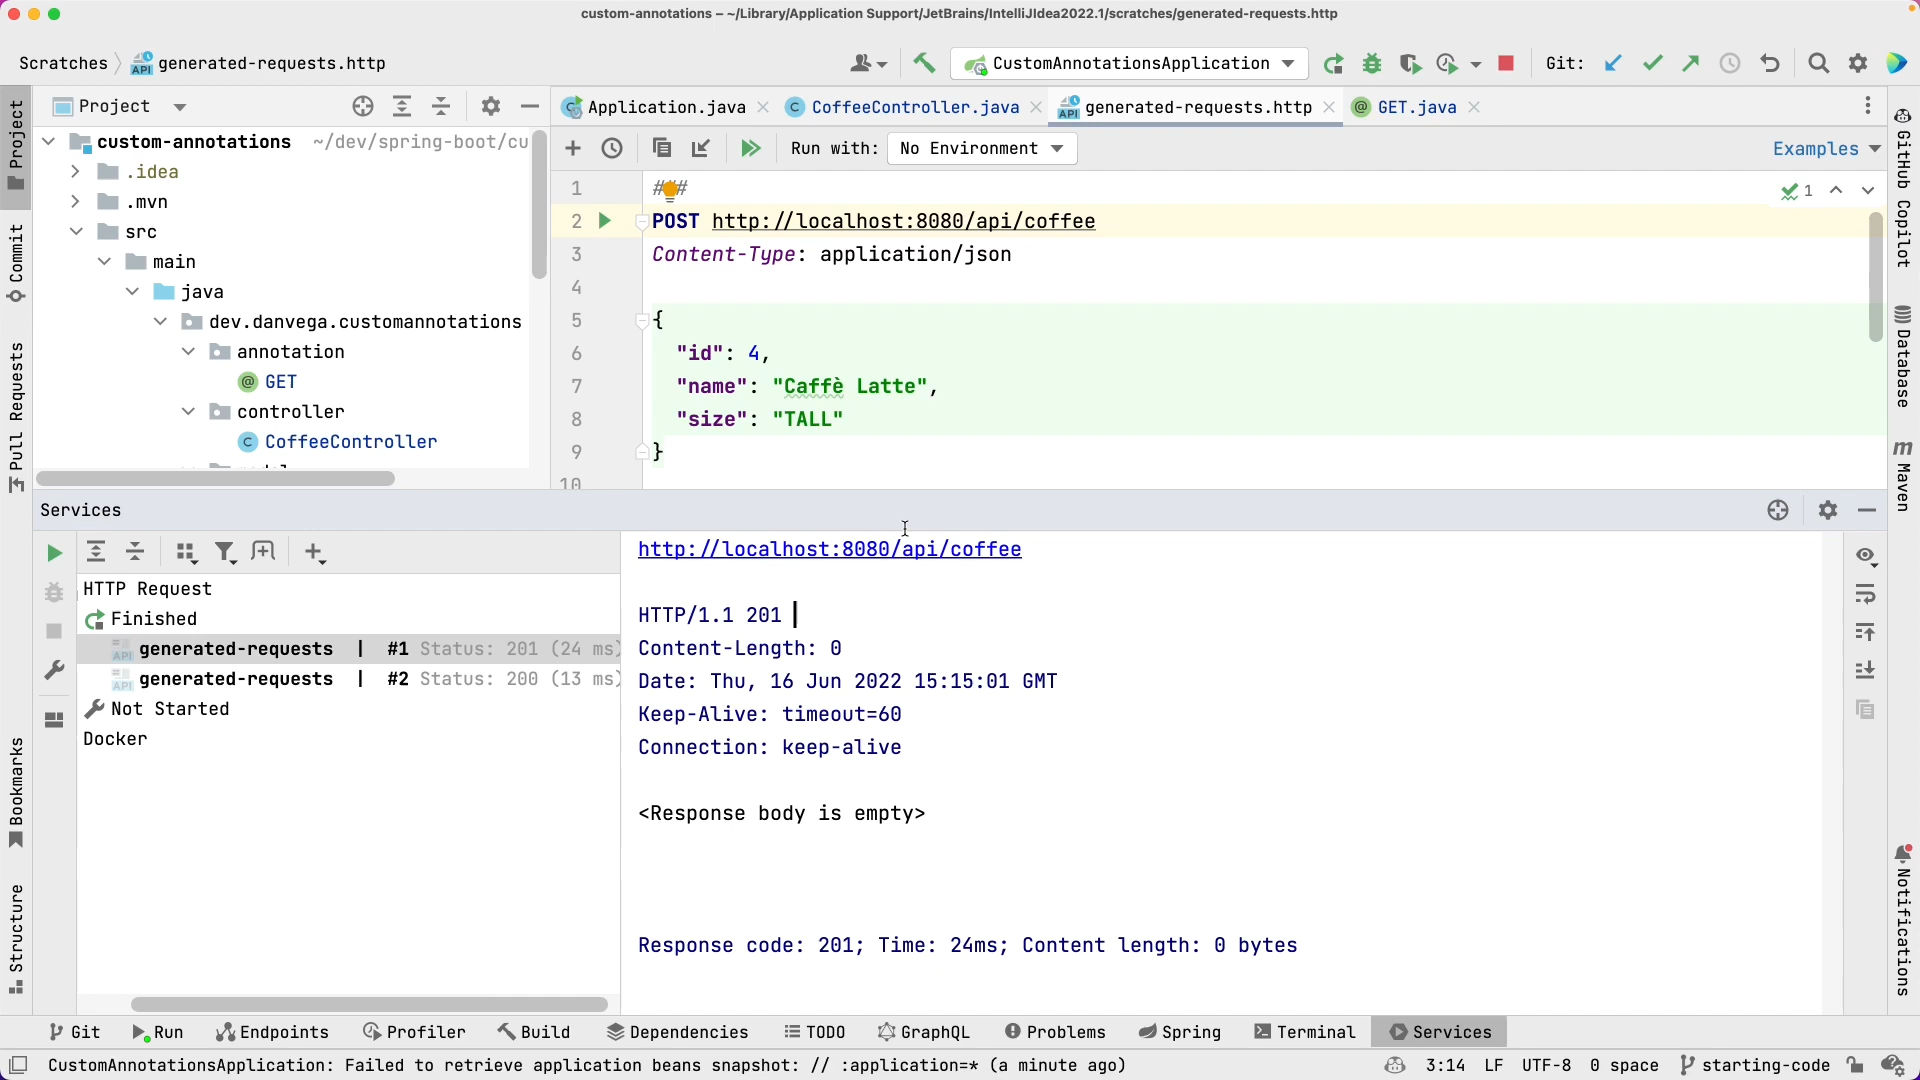 custom-annotations – ~/Library/Application Support/JetBrains/IntelliJIdea2022.1/scratches/generated-requests.http
Scratches
generated-requests.http
CustomAnnotationsApplication
Git:
Project
Application.java
CoffeeController.java
generated-requests.http
GET.java
Run with:
No Environment
Examples
Project
Commit
Pull Requests
Bookmarks
Structure
custom-annotations ~/dev/spring-boot/cu
.idea
.mvn
src
main
java
dev.danvega.customannotations
annotation
GET
controller
CoffeeController
1 ###
2 POST http://localhost:8080/api/coffee
3 Content-Type: application/json
4
5 {
6 "id": 4,
7 "name": "Caffè Latte",
8 "size": "TALL"
9 }
10
1
GitHub Copilot
Database
Maven
Notifications
Services
HTTP Request
Finished
generated-requests | #1 Status: 201 (24 ms)
generated-requests | #2 Status: 200 (13 ms)
Not Started
Docker
http://localhost:8080/api/coffee
HTTP/1.1 201
Content-Length: 0
Date: Thu, 16 Jun 2022 15:15:01 GMT
Keep-Alive: timeout=60
Connection: keep-alive
<Response body is empty>
Response code: 201; Time: 24ms; Content length: 0 bytes
Git
Run
Endpoints
Profiler
Build
Dependencies
TODO
GraphQL
Problems
Spring
Terminal
Services
CustomAnnotationsApplication: Failed to retrieve application beans snapshot: // :application=* (a minute ago)
3:14 LF UTF-8 0 space starting-code